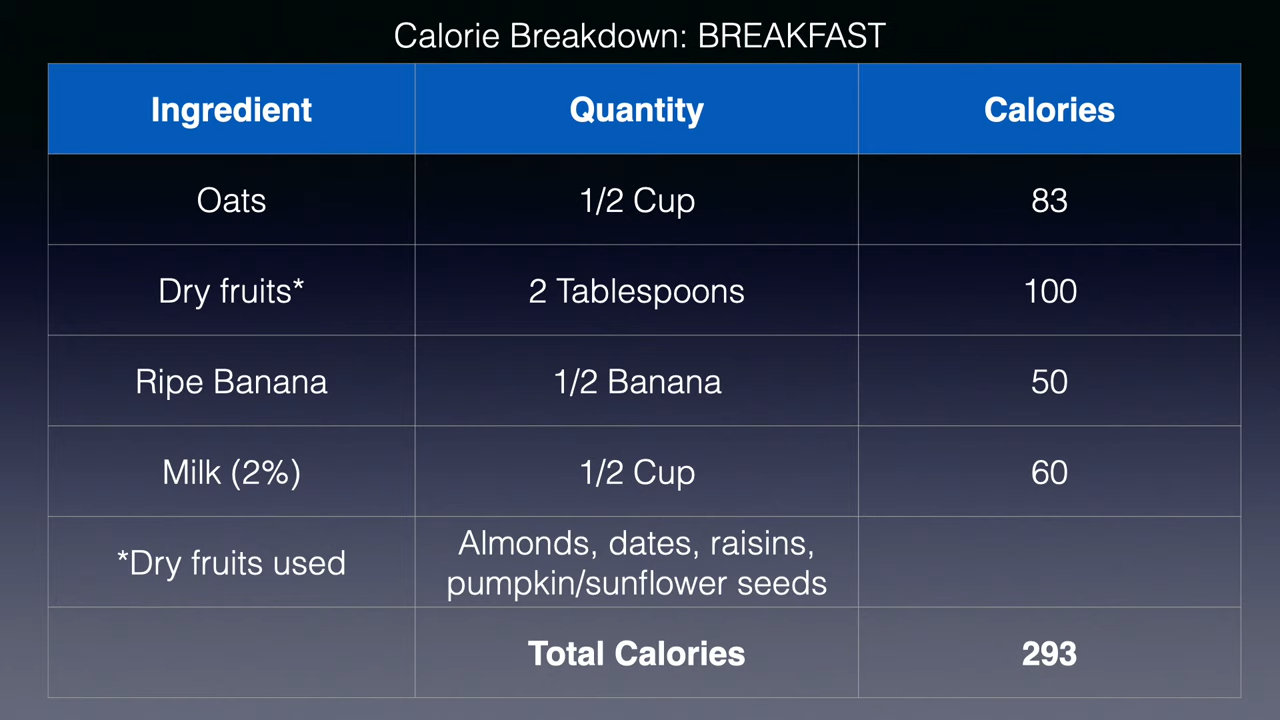 Calorie Breakdown: BREAKFAST
Ingredient Quantity Calories
Oats 1/2 Cup 83
Dry fruits* 2 Tablespoons 100
Ripe Banana 1/2 Banana 50
Milk (2%) 1/2 Cup 60
*Dry fruits used Almonds, dates, raisins,
pumpkin/sunflower seeds
Total Calories 293